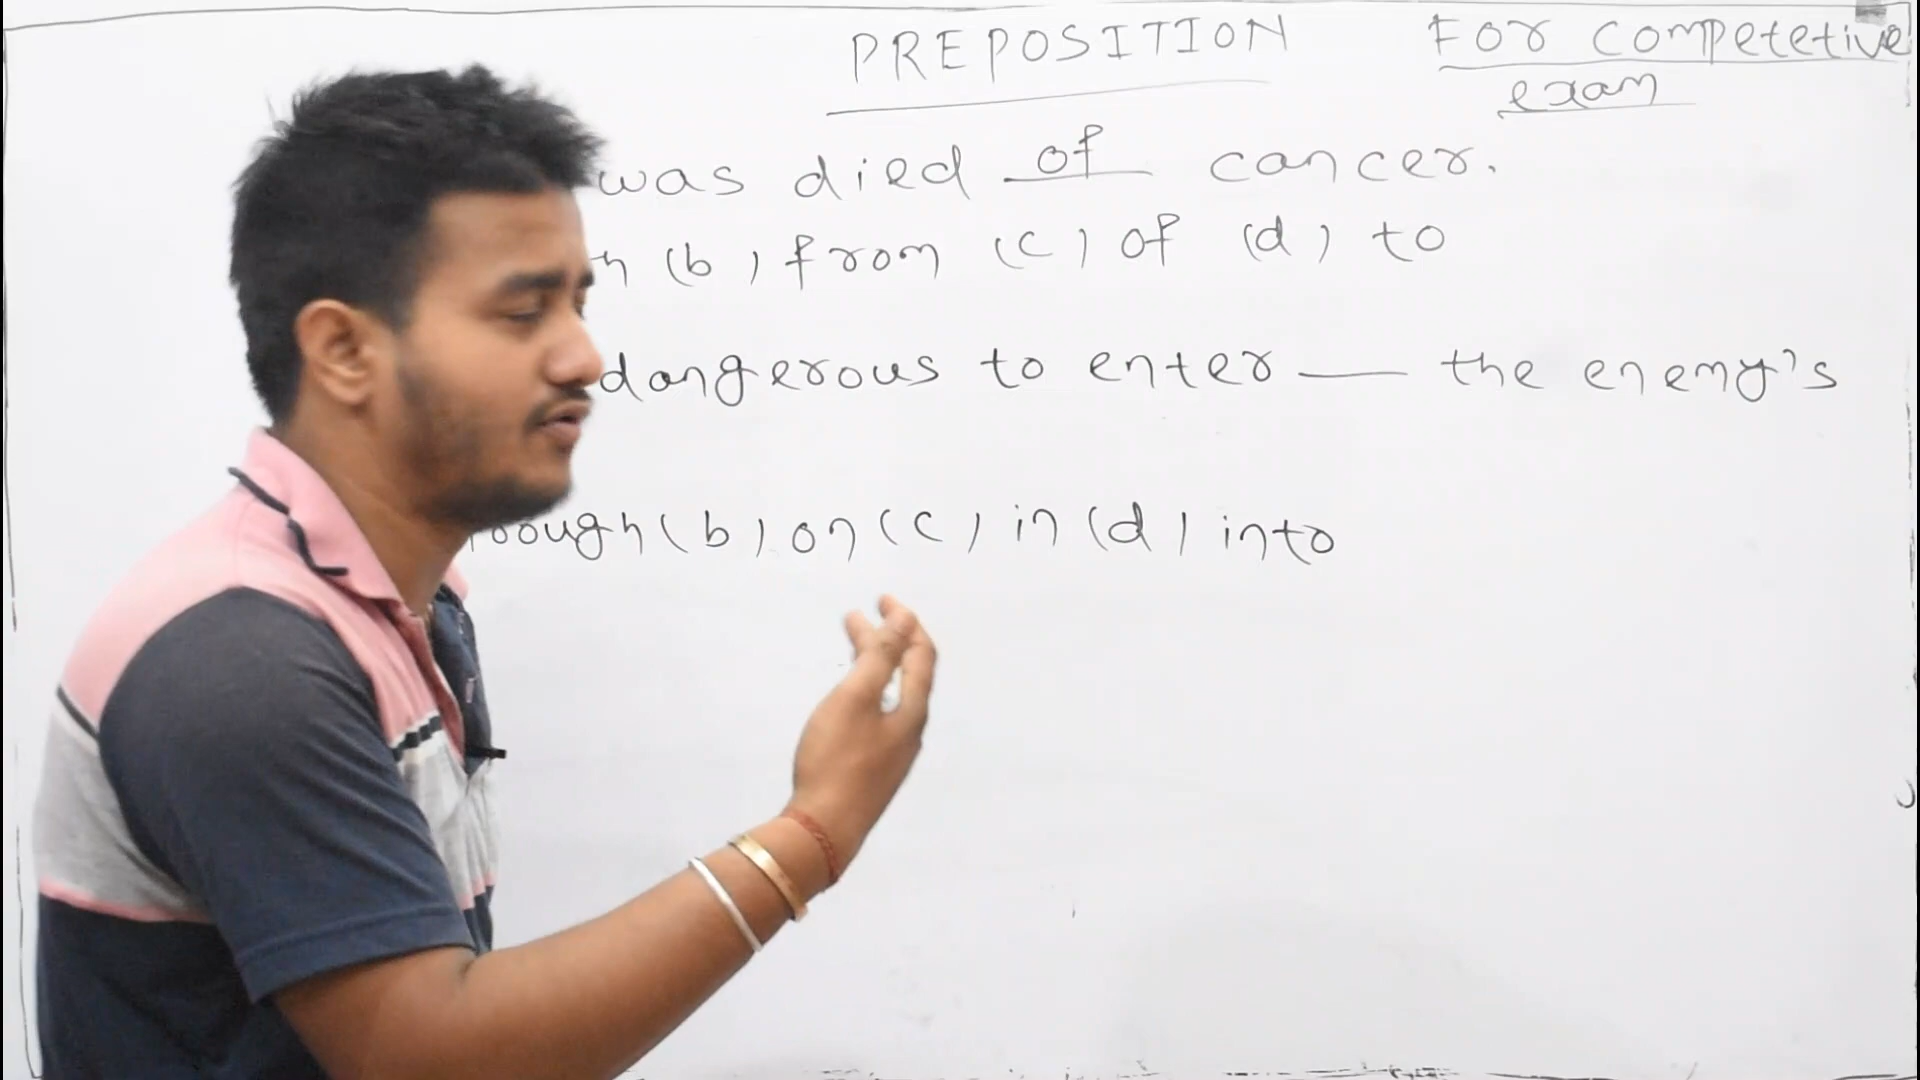 PREPOSITION
For competetive
exam
was died of cancer.
(b) from (c) of (d) to
dangerous to enter — the enemy's
(b) on (c) in (d) into